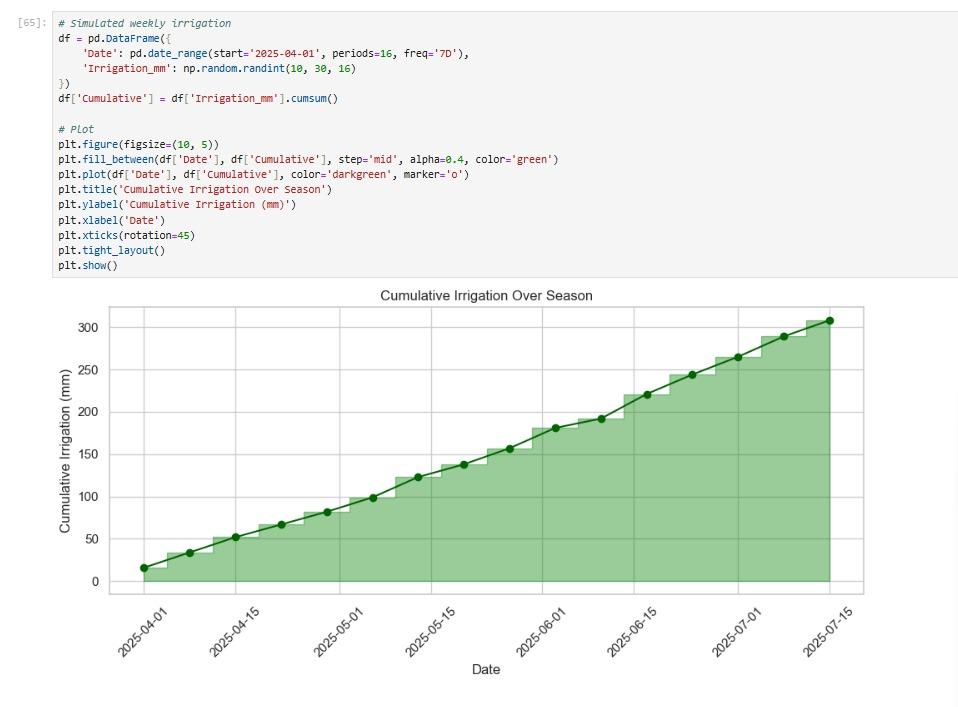 [65]:
# Simulated weekly irrigation
df = pd.DataFrame({
    'Date': pd.date_range(start='2025-04-01', periods=16, freq='7D'),
    'Irrigation_mm': np.random.randint(10, 30, 16)
})
df['Cumulative'] = df['Irrigation_mm'].cumsum()

# Plot
plt.figure(figsize=(10, 5))
plt.fill_between(df['Date'], df['Cumulative'], step='mid', alpha=0.4, color='green')
plt.plot(df['Date'], df['Cumulative'], color='darkgreen', marker='o')
plt.title('Cumulative Irrigation Over Season')
plt.ylabel('Cumulative Irrigation (mm)')
plt.xlabel('Date')
plt.xticks(rotation=45)
plt.tight_layout()
plt.show()
Cumulative Irrigation Over Season
Cumulative Irrigation (mm)
300
250
200
150
100
50
0
2025-04-01
2025-04-15
2025-05-01
2025-05-15
2025-06-01
2025-06-15
2025-07-01
2025-07-15
Date